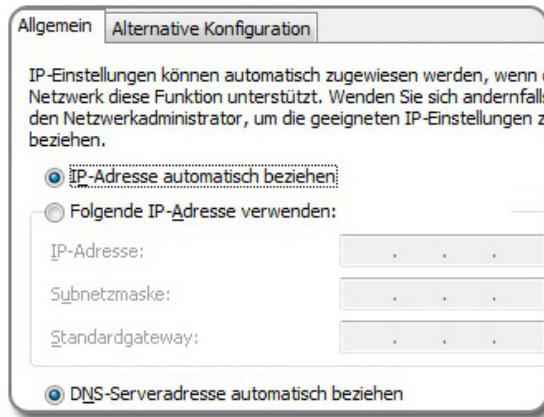 Allgemein
Alternative Konfiguration
IP-Einstellungen können automatisch zugewiesen werden, wenn
Netzwerk diese Funktion unterstützt. Wenden Sie sich andernfalls
den Netzwerkadministrator, um die geeigneten IP-Einstellungen
beziehen.
IP-Adresse automatisch beziehen
Folgende IP-Adresse verwenden:
IP-Adresse:
Subnetzmaske:
Standardgateway:
DNS-Serveradresse automatisch beziehen